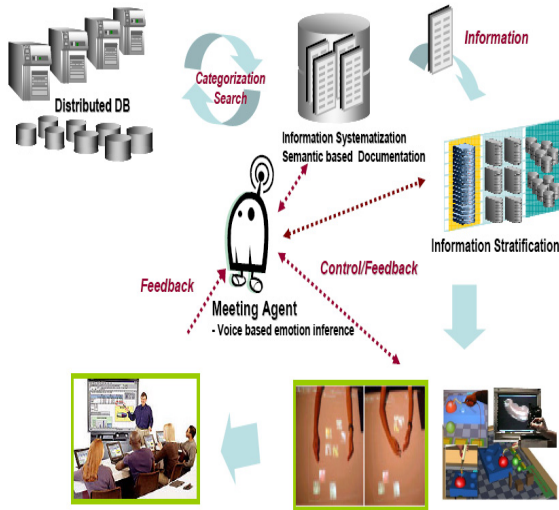 Information
Categorization
Search
Distributed DB
Information Systematization
Semantic based Documentation
Information Stratification
Control/Feedback
Feedback
Meeting Agent
- Voice based emotion inference